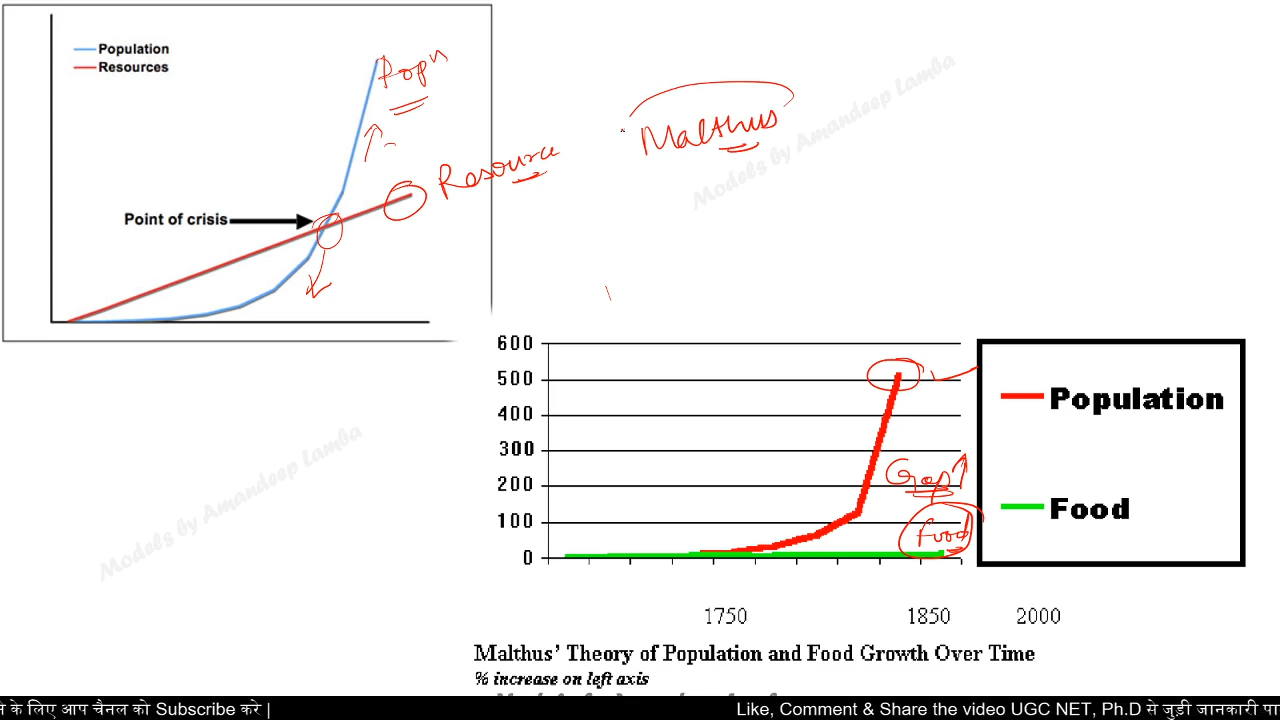 Population
Resources
Popn
Resource
Malthus
Point of crisis
Models by Amandeep Lamba
Models by Amandeep Lamba
600
500
400
300
200
100
0
Gap
Food
Population
Food
1750 1850 2000
Malthus' Theory of Population and Food Growth Over Time
% increase on left axis
ने के लिए आप चैनल को Subscribe करे |
Like, Comment & Share the video UGC NET, Ph.D से जुड़ी जानकारी पा